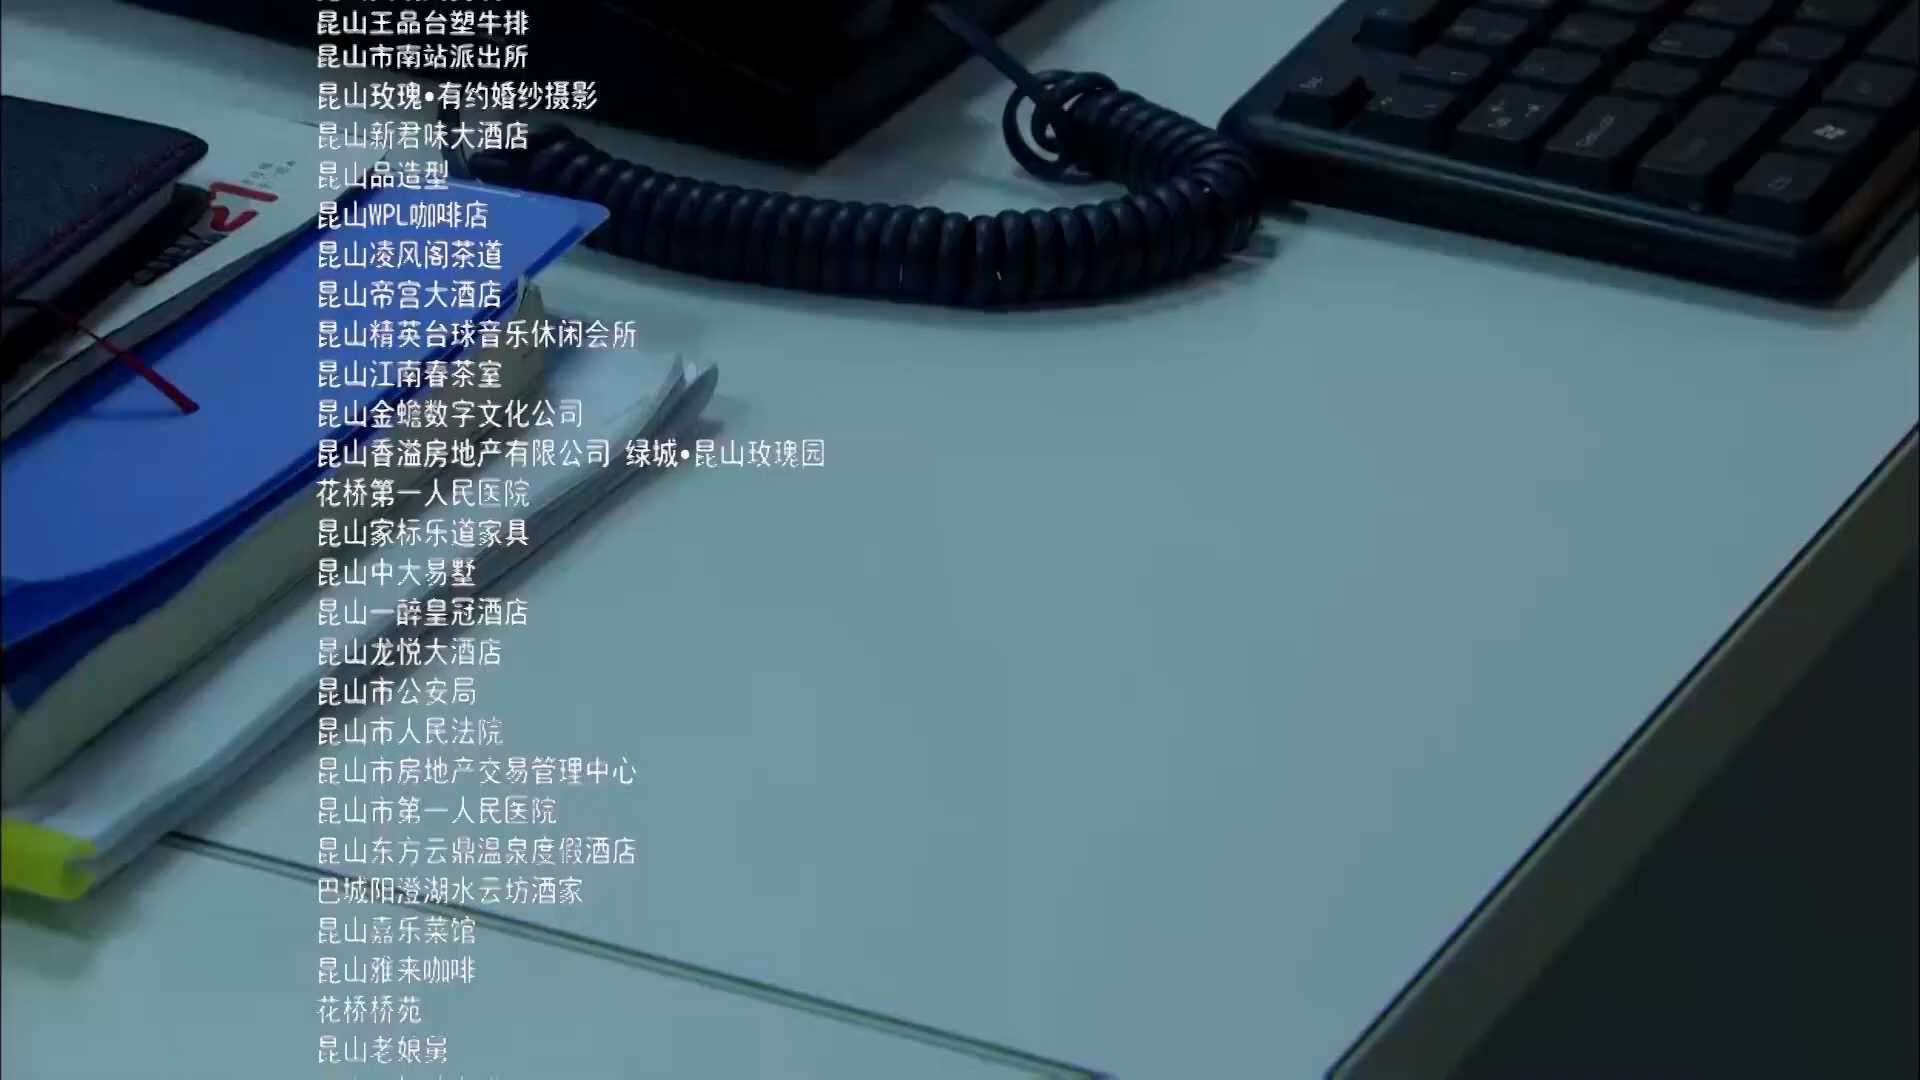 昆山王品台塑牛排
昆山市南站派出所
昆山玫瑰•有约婚纱摄影
昆山新君味大酒店
昆山品造型
昆山WPL咖啡店
昆山凌风阁茶道
昆山帝宫大酒店
昆山精英台球音乐休闲会所
昆山江南春茶室
昆山金蟾数字文化公司
昆山香溢房地产有限公司 绿城•昆山玫瑰园
花桥第一人民医院
昆山家标乐道家具
昆山中大易墅
昆山一醉皇冠酒店
昆山龙悦大酒店
昆山市公安局
昆山市人民法院
昆山市房地产交易管理中心
昆山市第一人民医院
昆山东方云鼎温泉度假酒店
巴城阳澄湖水云坊酒家
昆山嘉乐菜馆
昆山雅来咖啡
花桥桥苑
昆山老娘舅